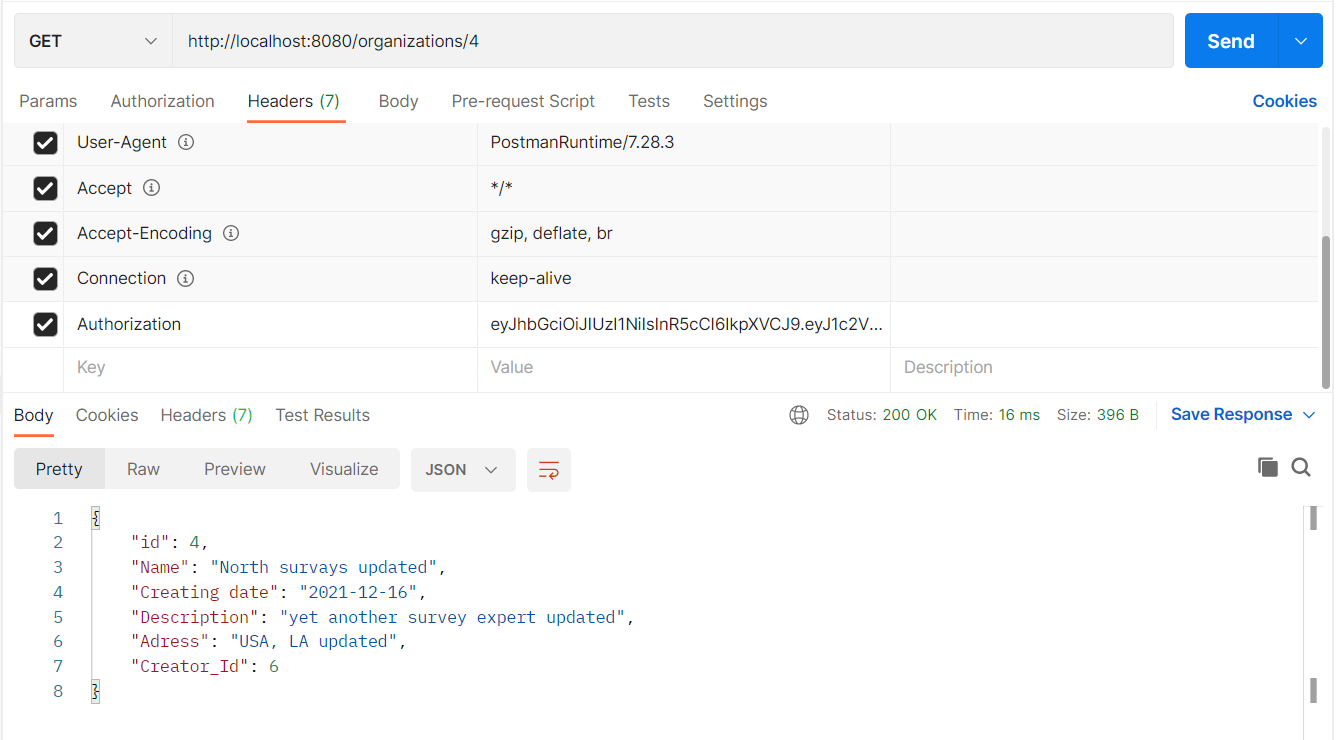 GET http://localhost:8080/organizations/4 Send
Params Authorization Headers (7) Body Pre-request Script Tests Settings Cookies
User-Agent PostmanRuntime/7.28.3
Accept */*
Accept-Encoding gzip, deflate, br
Connection keep-alive
Authorization eyJhbGciOiJIUzI1NiIsInR5cCI6IkpXVCJ9.eyJ1c2V...
Key Value Description
Body Cookies Headers (7) Test Results Status: 200 OK Time: 16 ms Size: 396 B Save Response
Pretty Raw Preview Visualize JSON
1 {
2 "id": 4,
3 "Name": "North survays updated",
4 "Creating date": "2021-12-16",
5 "Description": "yet another survey expert updated",
6 "Adress": "USA, LA updated",
7 "Creator_Id": 6
8 }